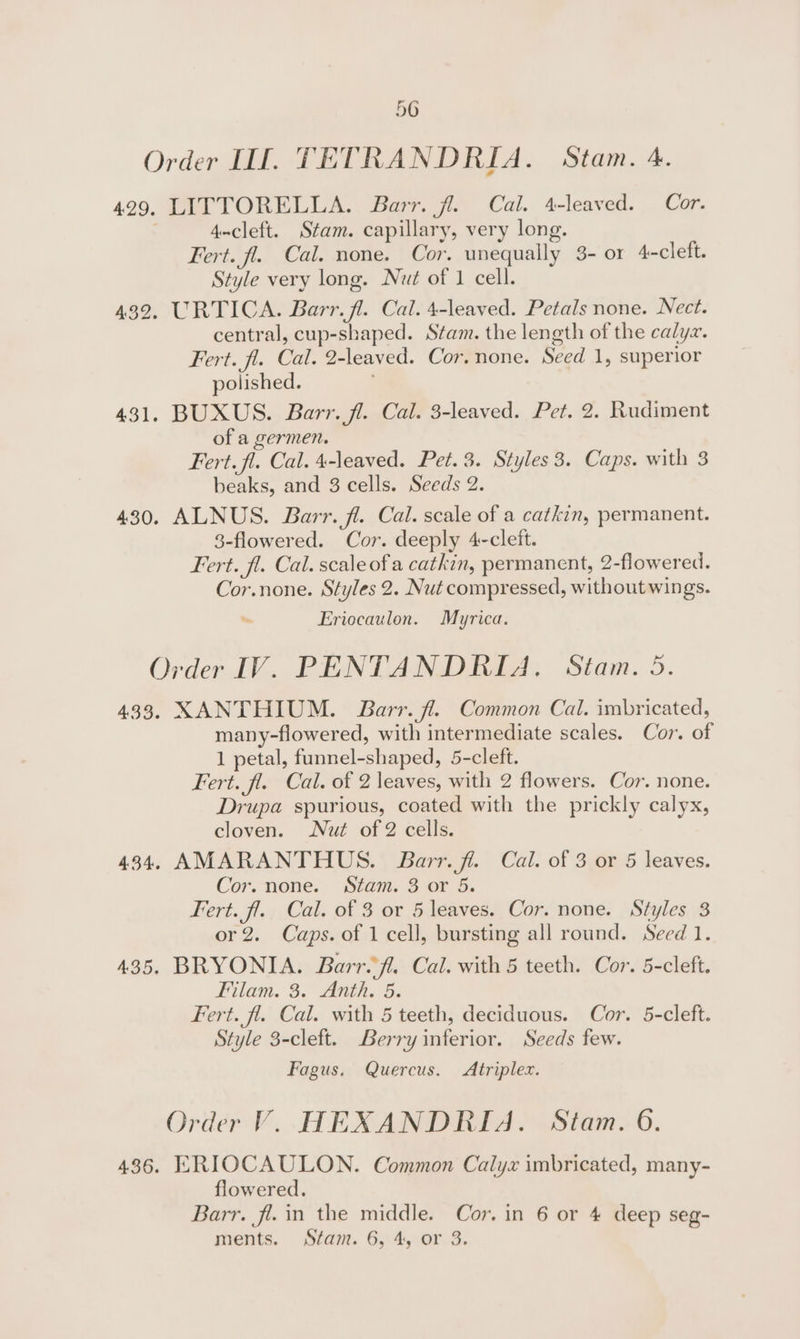 56
Order III. TETRANDRIA. Stam. 4.
429. LITTORELLA. Barr. fl. Cal. 4-leaved. Cor.
4-cleft. Stam. capillary, very long.
Fert. fl. Cal. none. Cor. unequally 3- or 4-cleft.
Style very long. Nut of 1 cell.
432. URTICA. Barr. fl. Cal. 4-leaved. Petals none. Nect.
central, cup-shaped. Stam. the length of the calyx.
Fert. fl. Cal. 2-leaved. Cor. none. Seed 1, superior
polished.
431. BUXUS. Barr. fl. Cal. 3-leaved. Pet. 2. Rudiment
of a germen.
Fert. fl. Cal. 4-leaved. Pet. 3. Styles 3. Caps. with 3
beaks, and 3 cells. Seeds 2.
430. ALNUS. Barr. fl. Cal. scale of a catkin, permanent.
3-flowered. Cor. deeply 4-cleft.
Fert. fl. Cal. scale of a catkin, permanent, 2-flowered.
Cor. none. Styles 2. Nut compressed, without wings.
Eriocaulon. Myrica.
Order IV. PENTANDRIA. Stam. 5.
433. XANTHIUM. Barr. fl. Common Cal. imbricated,
many-flowered, with intermediate scales. Cor. of
1 petal, funnel-shaped, 5-cleft.
Fert. fl. Cal. of 2 leaves, with 2 flowers. Cor. none.
Drupa spurious, coated with the prickly calyx,
cloven. Nut of 2 cells.
434. AMARANTHUS. Barr. fl. Cal. of 3 or 5 leaves.
Cor. none. Stam. 3 or 5.
Fert. fl. Cal. of 3 or 5 leaves. Cor. none. Styles 3
or 2. Caps. of 1 cell, bursting all round. Seed 1.
435. BRYONIA. Barr. fl. Cal. with 5 teeth. Cor. 5-cleft.
Filam. 3. Anth. 5.
Fert. fl. Cal. with 5 teeth, deciduous. Cor. 5-cleft.
Style 3-cleft. Berry inferior. Seeds few.
Fagus. Quercus. Atriplex.
Order V. HEXANDRIA. Stam. 6.
436. ERIOCAULON. Common Calyx imbricated, many-
flowered.
Barr. fl. in the middle. Cor. in 6 or 4 deep seg-
ments. Stam. 6, 4, or 3.